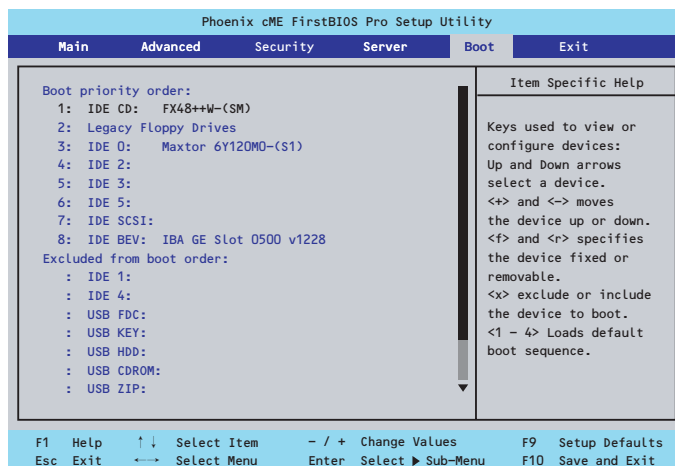 Phoenix cME FirstBIOS Pro Setup Utility
Main Advanced Security Server Boot Exit
Boot priority order:
1: IDE CD: FX48++W-(SM)
2: Legacy Floppy Drives
3: IDE 0: Maxtor 6Y120M0-(S1)
4: IDE 2:
5: IDE 3:
6: IDE 5:
7: IDE SCSI:
8: IDE BEV: IBA GE Slot 0500 v1228
Excluded from boot order:
: IDE 1:
: IDE 4:
: USB FDC:
: USB KEY:
: USB HDD:
: USB CDROM:
: USB ZIP:
Item Specific Help
Keys used to view or
configure devices:
Up and Down arrows
select a device.
<+> and <-> moves
the device up or down.
<f> and <r> specifies
the device fixed or
removable.
<x> exclude or include
the device to boot.
<1 – 4> Loads default
boot sequence.
F1 Help ↑↓ Select Item – / + Change Values F9 Setup Defaults
Esc Exit ←→ Select Menu Enter Select ▶ Sub-Menu F10 Save and Exit